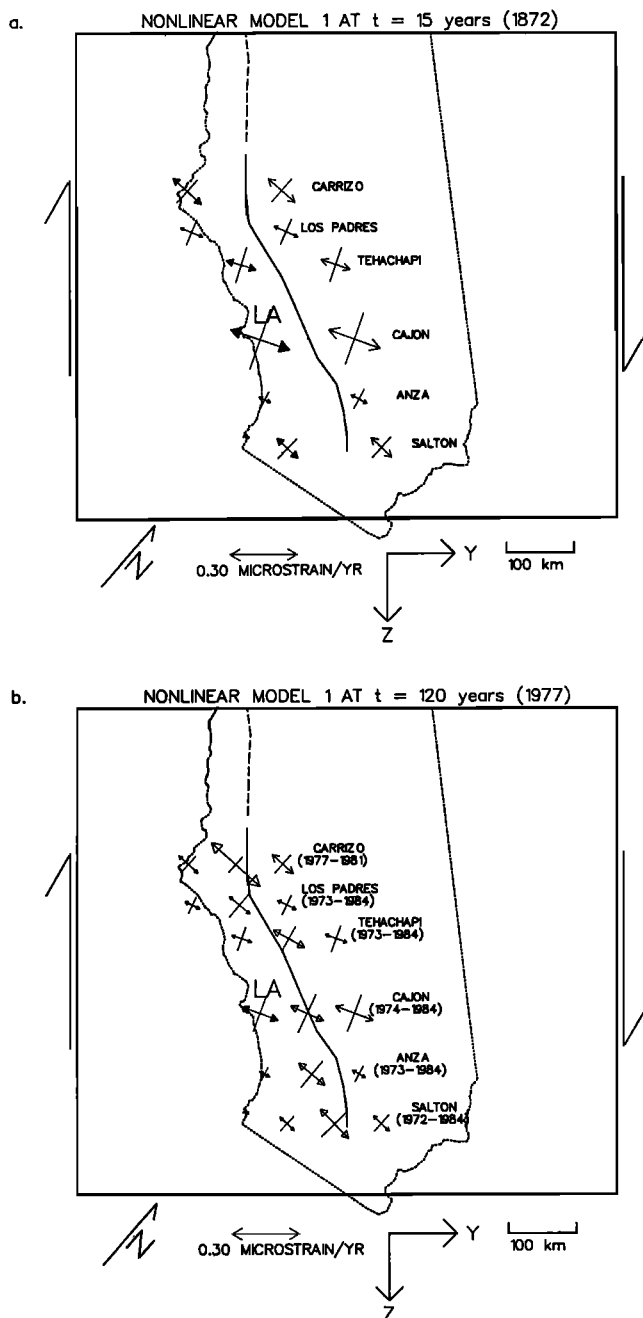 a.
NONLINEAR MODEL 1 AT t = 15 years (1872)
CARRIZO
LOS PADRES
TEHACHAPI
LA
CAJON
ANZA
SALTON
N
0.30 MICROSTRAIN/YR
Y
100 km
Z
b.
NONLINEAR MODEL 1 AT t = 120 years (1977)
CARRIZO
(1977-1981)
LOS PADRES
(1973-1984)
TEHACHAPI
(1973-1984)
LA
CAJON
(1974-1984)
ANZA
(1973-1984)
SALTON
(1972-1984)
N
0.30 MICROSTRAIN/YR
Y
100 km
Z